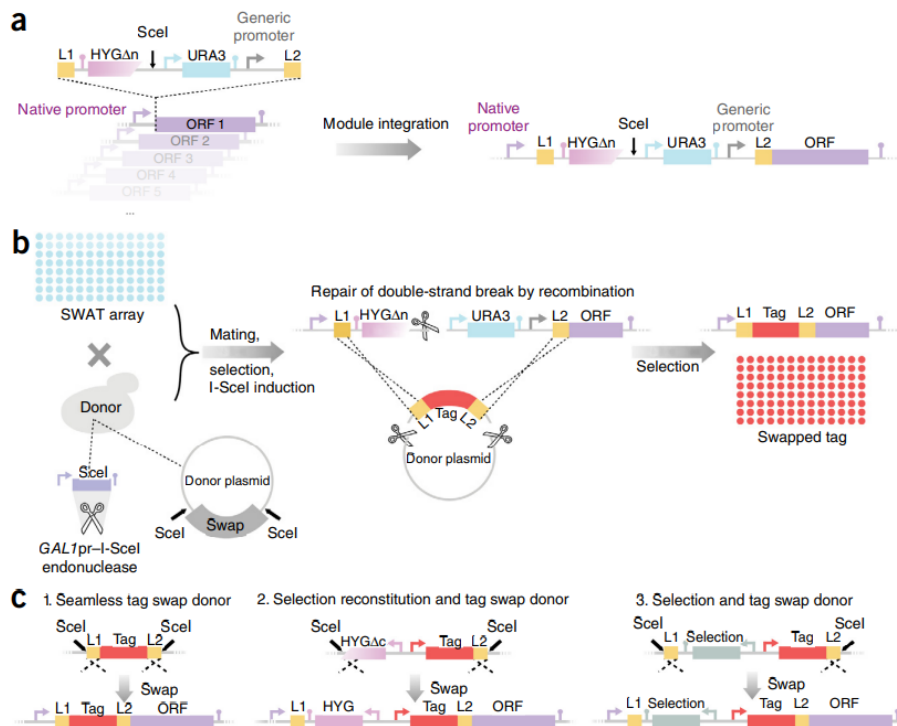 a
Generic
promoter
SceI
L1 HYGΔn URA3 L2
Native promoter
ORF 1
ORF 2
ORF 3
ORF 4
ORF 5
...
Module integration
Native
promoter
Generic
promoter
SceI
L1 HYGΔn URA3 L2 ORF
b
SWAT array
Donor
SceI
GAL1pr–I-SceI
endonuclease
Donor plasmid
SceI Swap SceI
Mating,
selection,
I-SceI induction
Repair of double-strand break by recombination
L1 HYGΔn URA3 L2 ORF
L1 Tag L2
Donor plasmid
Selection
L1 Tag L2 ORF
Swapped tag
c
1. Seamless tag swap donor
SceI L1 Tag L2 SceI
Swap
L1 Tag L2 ORF
2. Selection reconstitution and tag swap donor
SceI HYGΔc Tag L2 SceI
Swap
L1 HYG Tag L2 ORF
3. Selection and tag swap donor
SceI L1 Selection Tag L2 SceI
Swap
L1 Selection Tag L2 ORF